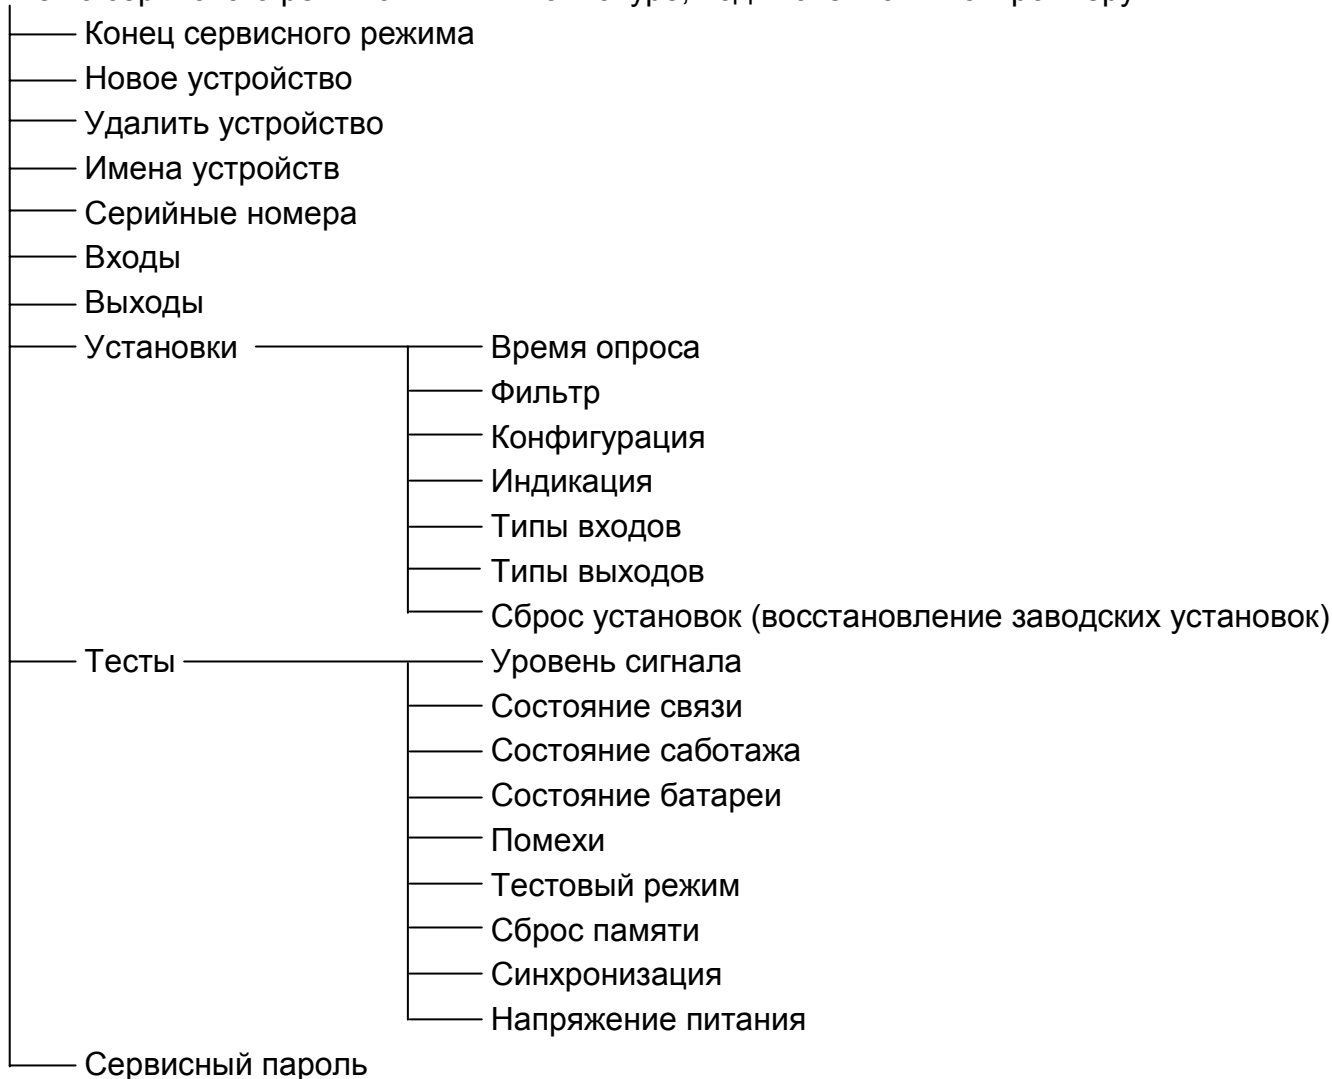 Конец сервисного режима
Новое устройство
Удалить устройство
Имена устройств
Серийные номера
Входы
Выходы
Установки
Время опроса
Фильтр
Конфигурация
Индикация
Типы входов
Типы выходов
Сброс установок (восстановление заводских установок)
Тесты
Уровень сигнала
Состояние связи
Состояние саботажа
Состояние батареи
Помехи
Тестовый режим
Сброс памяти
Синхронизация
Напряжение питания
Сервисный пароль